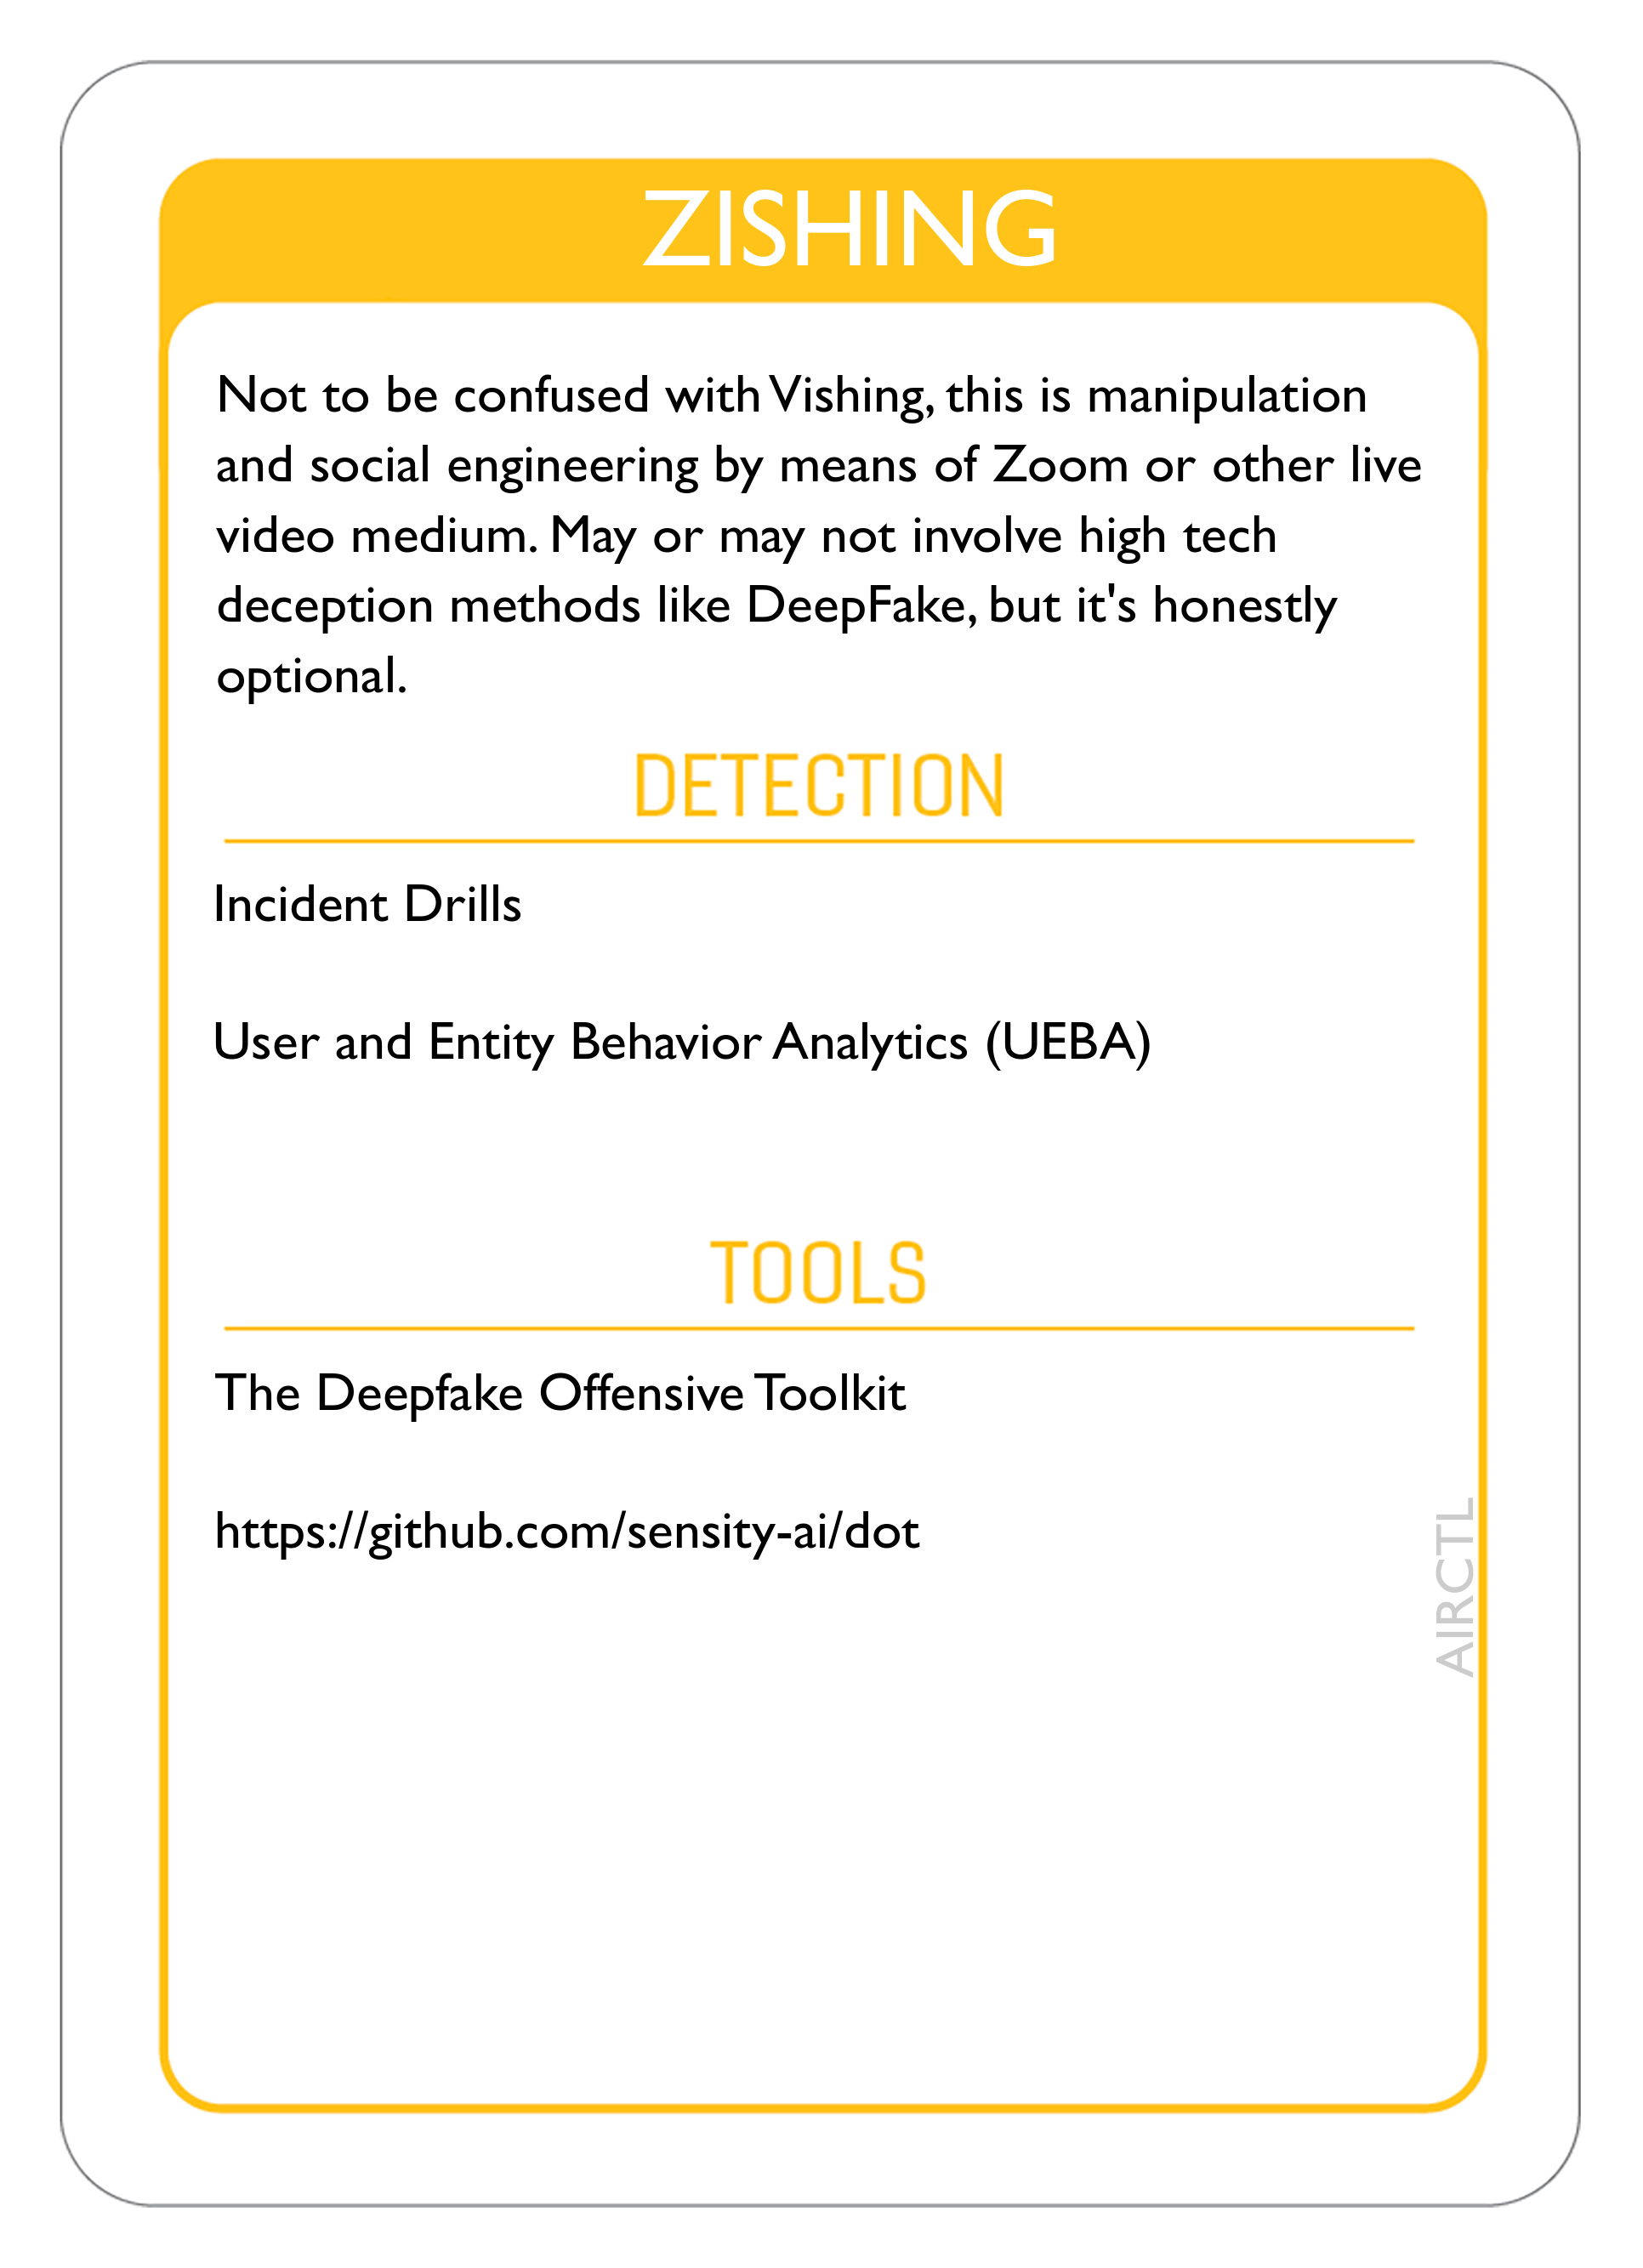 ZISHING
Not to be confused with Vishing, this is manipulation
and social engineering by means of Zoom or other live
video medium. May or may not involve high tech
deception methods like DeepFake, but it's honestly
optional.
DETECTION
Incident Drills
User and Entity Behavior Analytics (UEBA)
TOOLS
The Deepfake Offensive Toolkit
https://github.com/sensity-ai/dot
AIRCTL